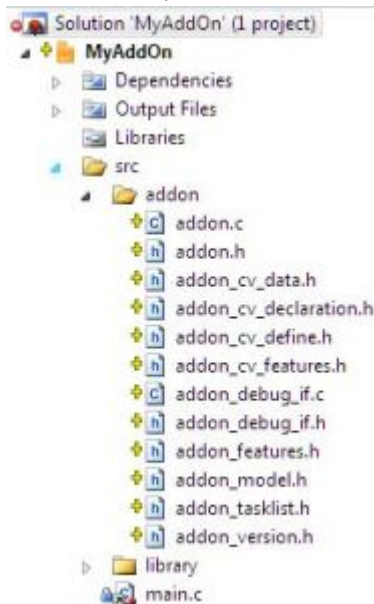 Solution 'MyAddOn' (1 project)
MyAddOn
Dependencies
Output Files
Libraries
src
addon
addon.c
addon.h
addon_cv_data.h
addon_cv_declaration.h
addon_cv_define.h
addon_cv_features.h
addon_debug_if.c
addon_debug_if.h
addon_features.h
addon_model.h
addon_tasklist.h
addon_version.h
library
main.c